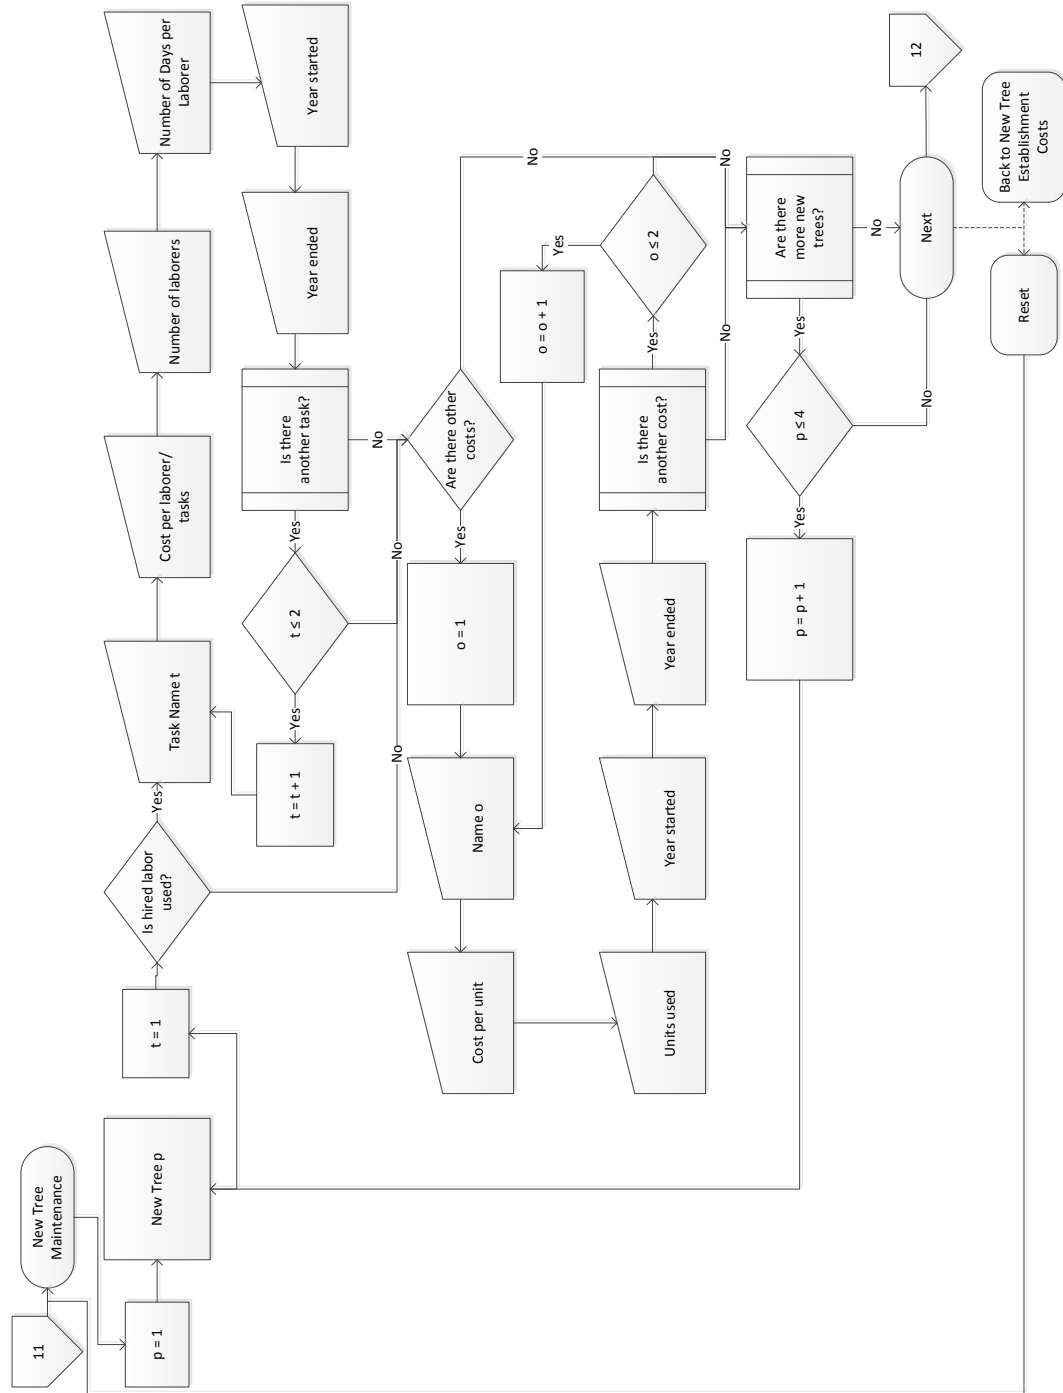 11
New Tree
Maintenance
p = 1
New Tree p
t = 1
Is hired labor
used?
Yes
No
Task Name t
Cost per laborer/
tasks
Number of laborers
Number of Days per
Laborer
Year started
Year ended
Is there
another task?
Yes
No
t ≤ 2
Yes
No
t = t + 1
Are there other
costs?
Yes
No
o = 1
Name o
Cost per unit
Units used
Year started
Year ended
Is there
another cost?
Yes
No
o ≤ 2
Yes
No
o = o + 1
Are there
more new
trees?
Yes
No
p ≤ 4
Yes
No
p = p + 1
Next
12
Reset
Back to New Tree
Establishment
Costs